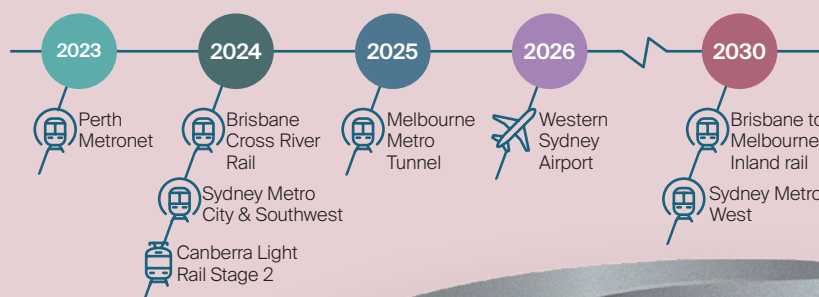 2023
2024
2025
2026
2030
Perth
Metronet
Brisbane
Cross River
Rail
Sydney Metro
City & Southwest
Canberra Light
Rail Stage 2
Melbourne
Metro
Tunnel
Western
Sydney
Airport
Brisbane to
Melbourne
Inland rail
Sydney Metro
West